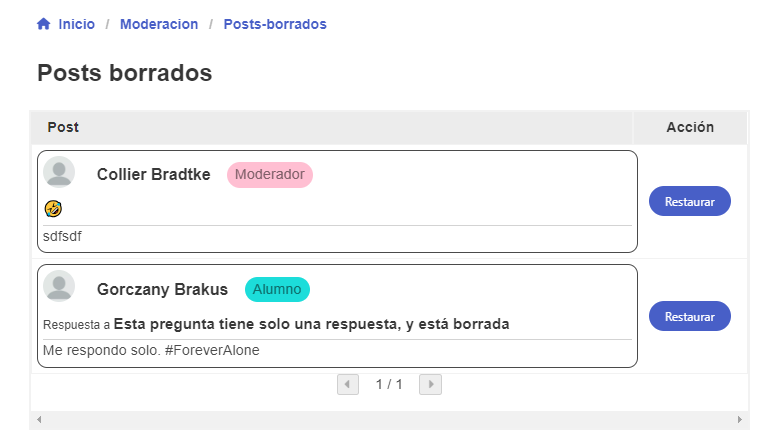 Inicio / Moderacion / Posts-borrados
Posts borrados
Post Acción
Collier Bradtke Moderador
🤣
sdfsdf
Restaurar
Gorczany Brakus Alumno
Respuesta a Esta pregunta tiene solo una respuesta, y está borrada
Me respondo solo. #ForeverAlone
Restaurar
1 / 1